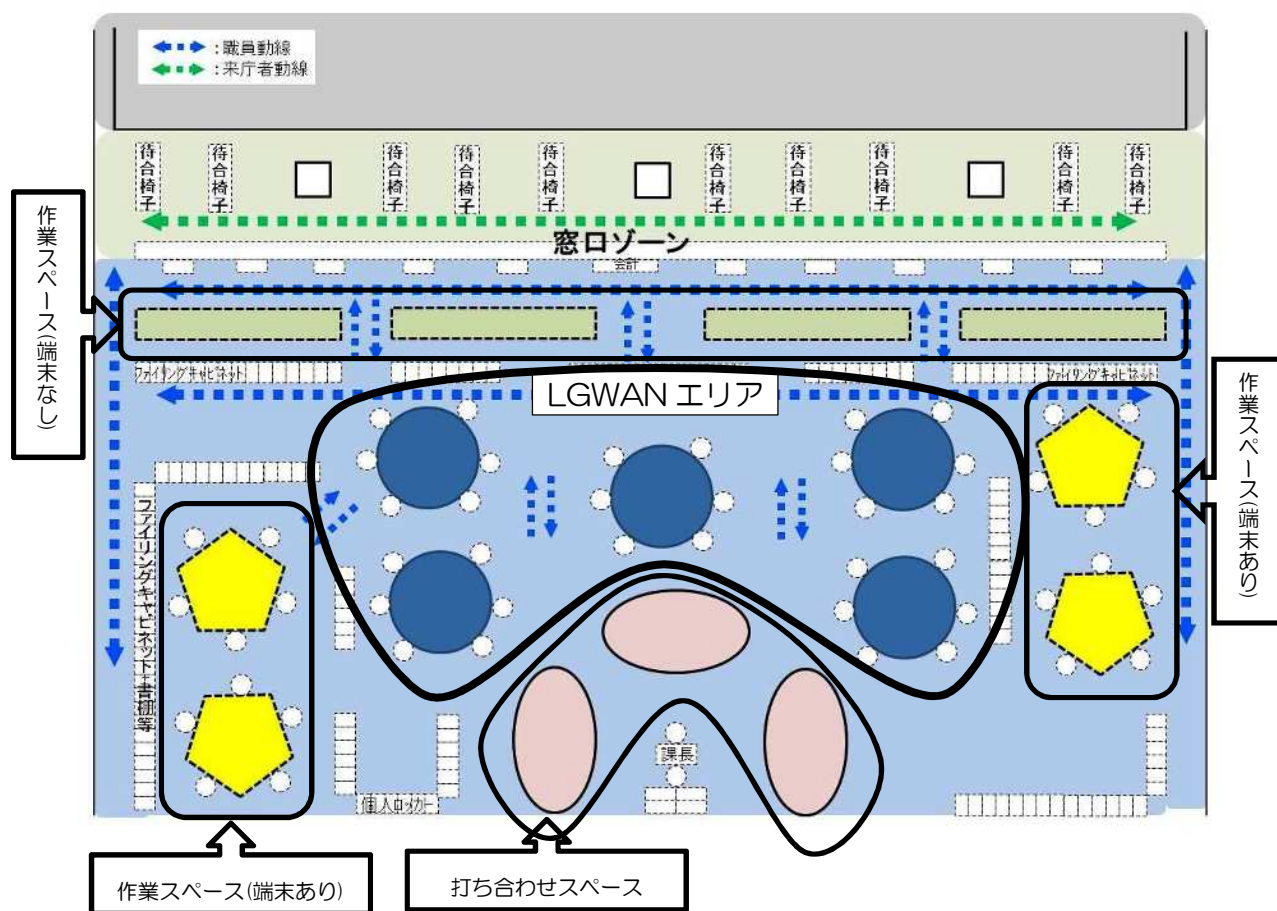 :職員動線
:来庁者動線
待合椅子
待合椅子
待合椅子
待合椅子
待合椅子
待合椅子
待合椅子
待合椅子
待合椅子
待合椅子
窓口ゾーン
会計
作業スペース(端末なし)
ファイリングキャビネット
ファイリングキャビネット
LGWANエリア
作業スペース(端末あり)
ファイリングキャビネット・書棚等
課長
個人ロッカー
作業スペース(端末あり)
打ち合わせスペース